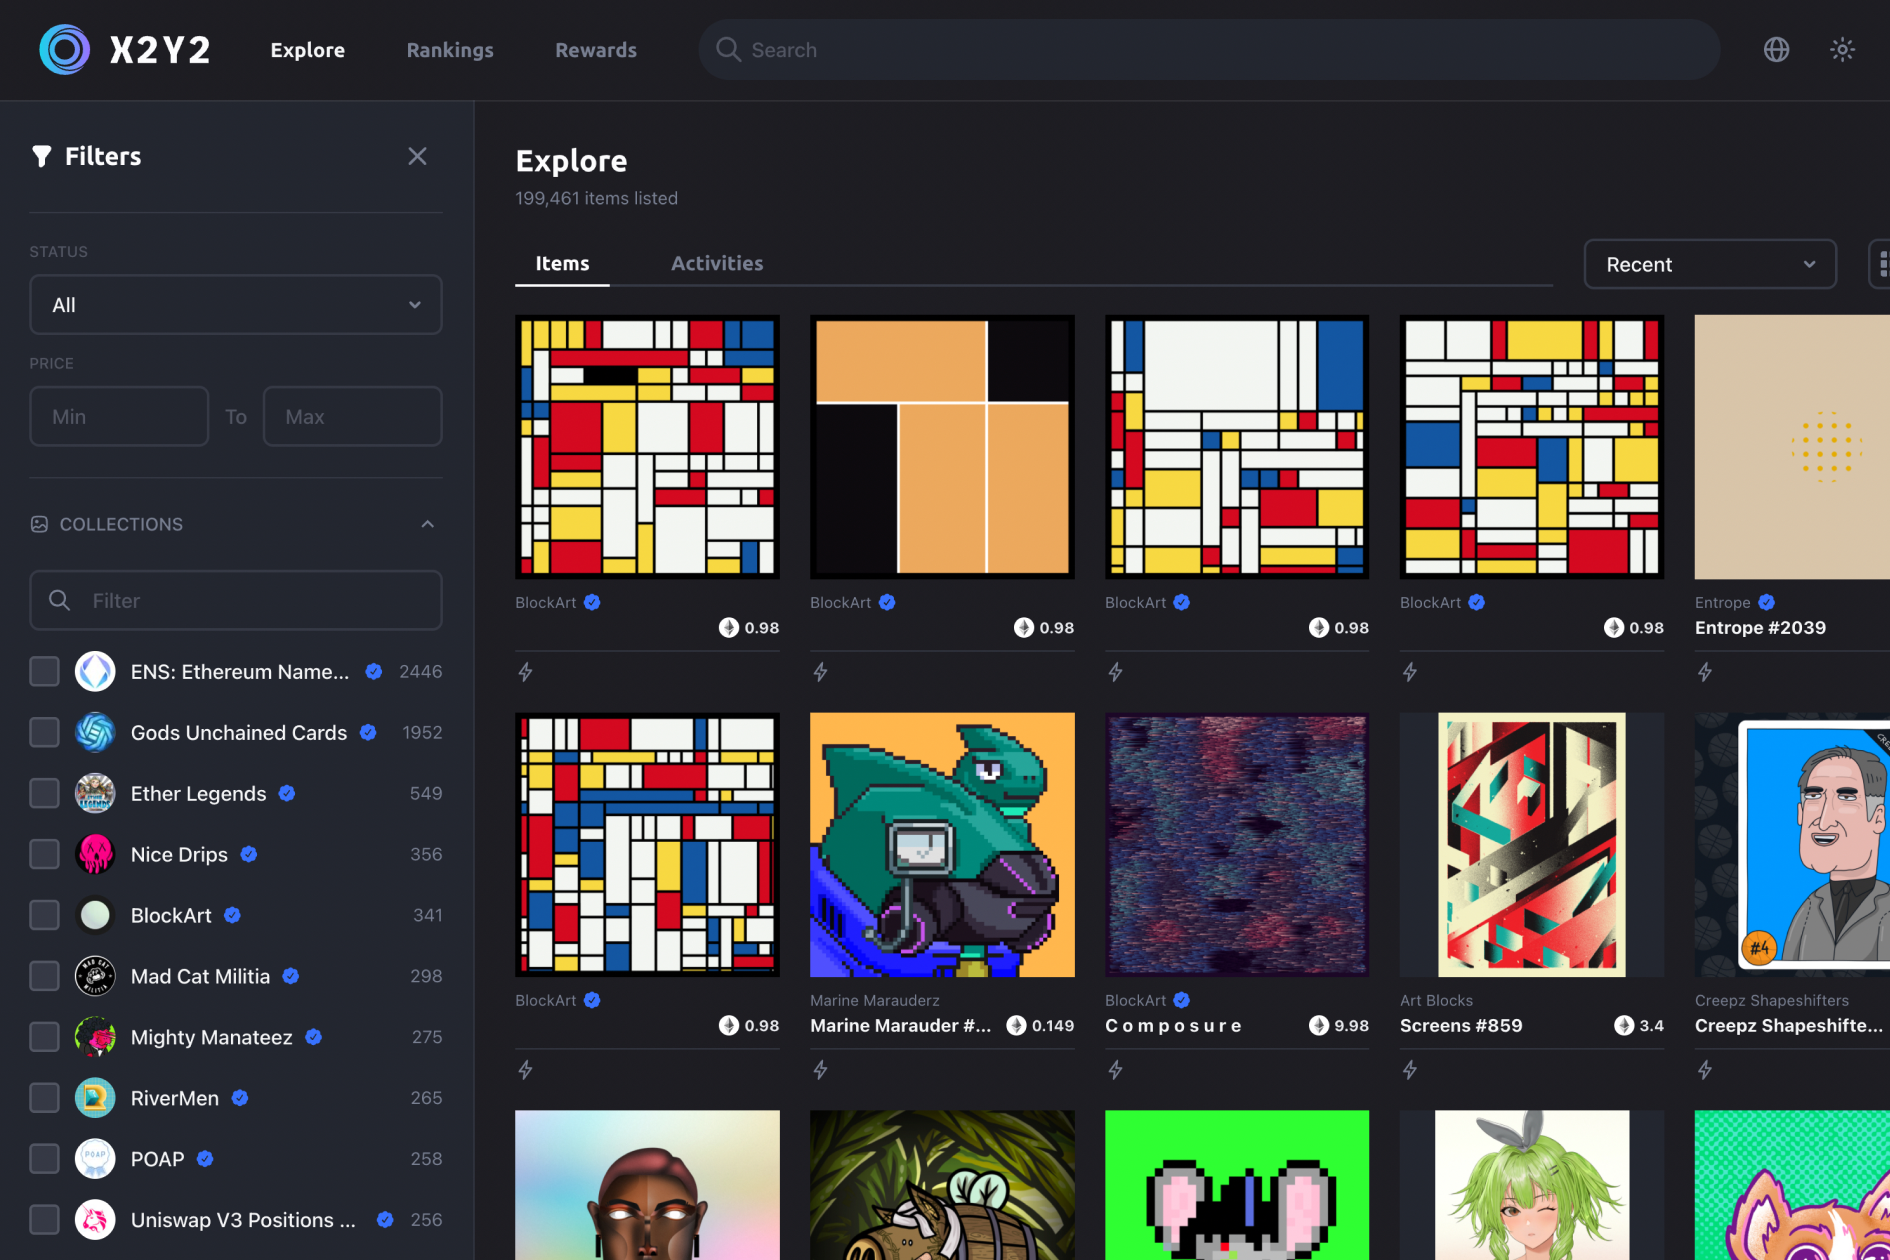 X2Y2
Explore
Rankings
Rewards
Search
Filters
STATUS
All
PRICE
Min
To
Max
COLLECTIONS
Filter
ENS: Ethereum Name... 2446
Gods Unchained Cards 1952
Ether Legends 549
Nice Drips 356
BlockArt 341
Mad Cat Militia 298
Mighty Manateez 275
RiverMen 265
POAP
POAP 258
Uniswap V3 Positions ... 256
Explore
199,461 items listed
Items
Activities
Recent
BlockArt
0.98
BlockArt
0.98
BlockArt
0.98
BlockArt
0.98
Entrope
Entrope #2039
BlockArt
0.98
Marine Marauderz
Marine Marauder #... 0.149
BlockArt
Composure 9.98
Art Blocks
Screens #859 3.4
#4
Creepz Shapeshifters
Creepz Shapeshifte...